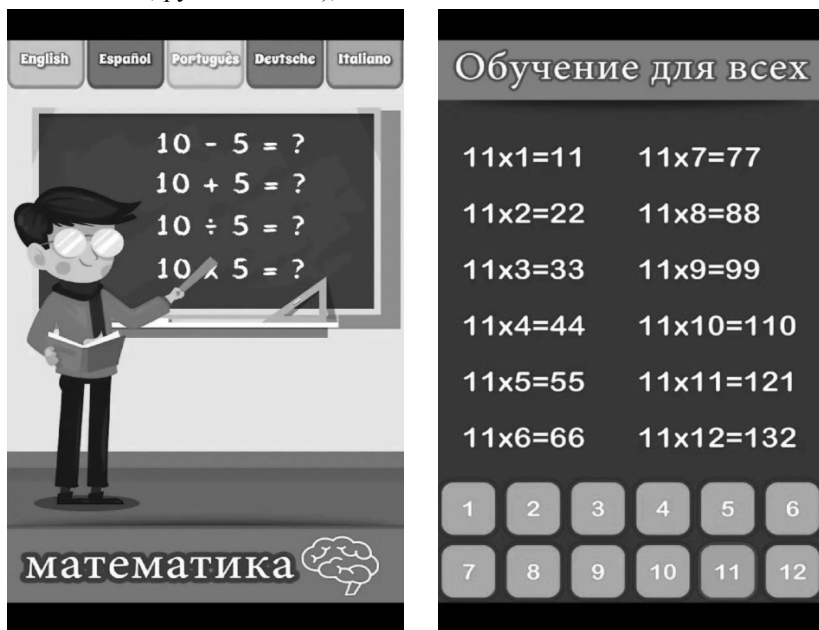 English Español Português Deutsche Italiano
10 - 5 = ?
10 + 5 = ?
10 ÷ 5 = ?
10 x 5 = ?
математика
Обучение для всех
11x1=11 11x7=77
11x2=22 11x8=88
11x3=33 11x9=99
11x4=44 11x10=110
11x5=55 11x11=121
11x6=66 11x12=132
1 2 3 4 5 6
7 8 9 10 11 12